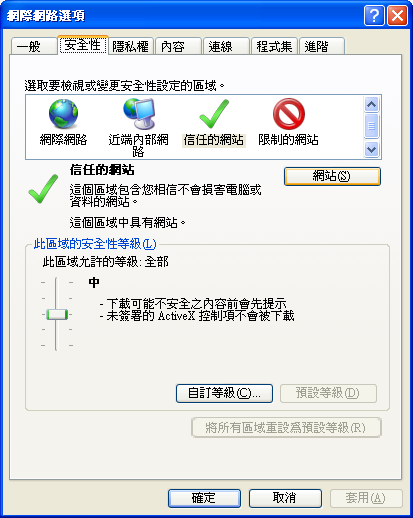 網際網路選項
一般 安全性 隱私權 內容 連線 程式集 進階
選取要檢視或變更安全性設定的區域。
網際網路 近端內部網路 信任的網站 限制的網站
信任的網站
網站(S)
這個區域包含您相信不會損害電腦或
資料的網站。
這個區域中具有網站。
此區域的安全性等級(L)
此區域允許的等級: 全部
中
- 下載可能不安全之內容前會先提示
- 未簽署的 ActiveX 控制項不會被下載
自訂等級(C)... 預設等級(D)
將所有區域重設為預設等級(R)
確定 取消 套用(A)